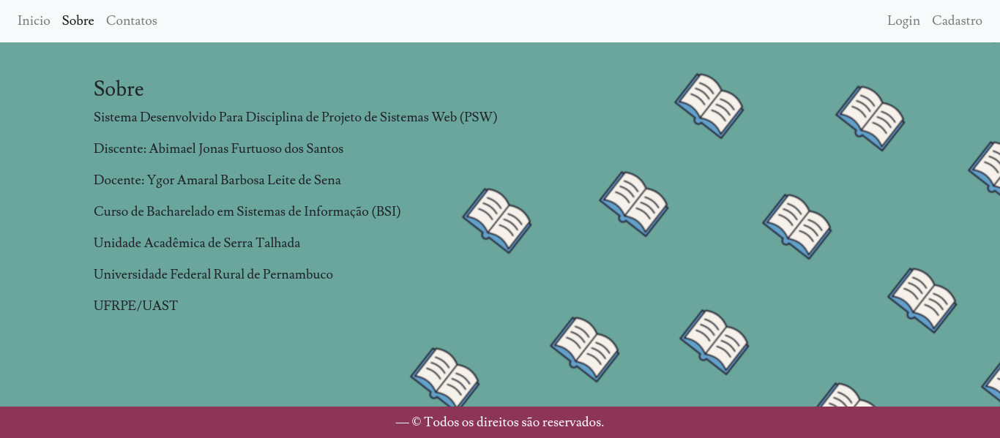 Inicio Sobre Contatos Login Cadastro
Sobre
Sistema Desenvolvido Para Disciplina de Projeto de Sistemas Web (PSW)
Discente: Abimael Jonas Furtuoso dos Santos
Docente: Ygor Amaral Barbosa Leite de Sena
Curso de Bacharelado em Sistemas de Informação (BSI)
Unidade Acadêmica de Serra Talhada
Universidade Federal Rural de Pernambuco
UFRPE/UAST
— © Todos os direitos são reservados.